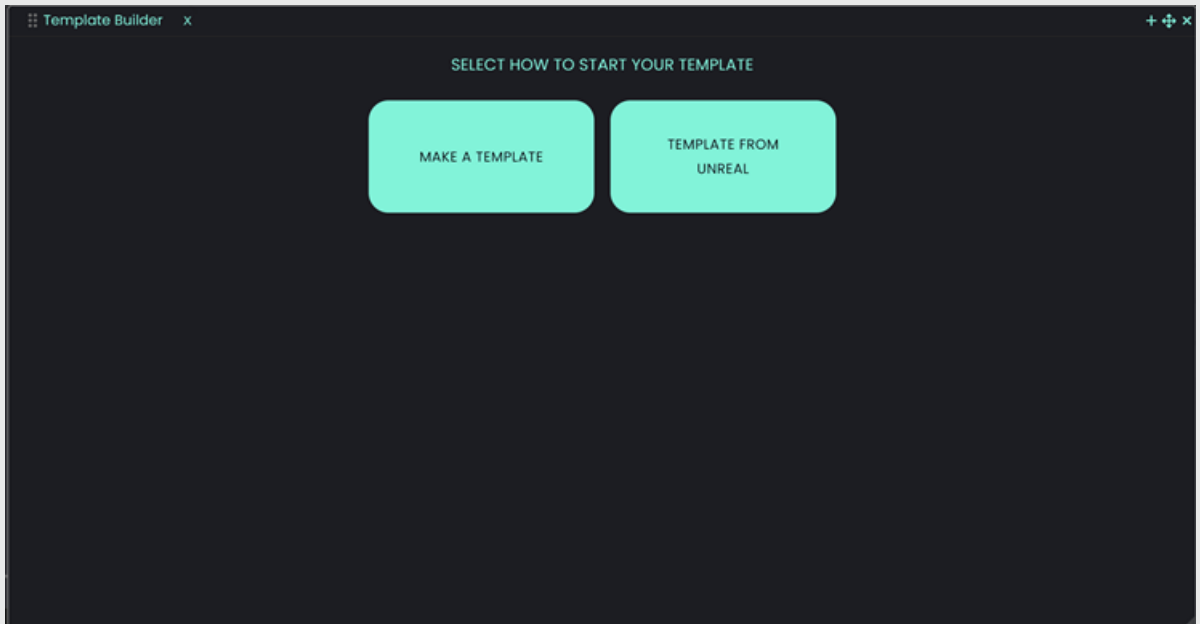 Template Builder x
SELECT HOW TO START YOUR TEMPLATE
MAKE A TEMPLATE
TEMPLATE FROM
UNREAL